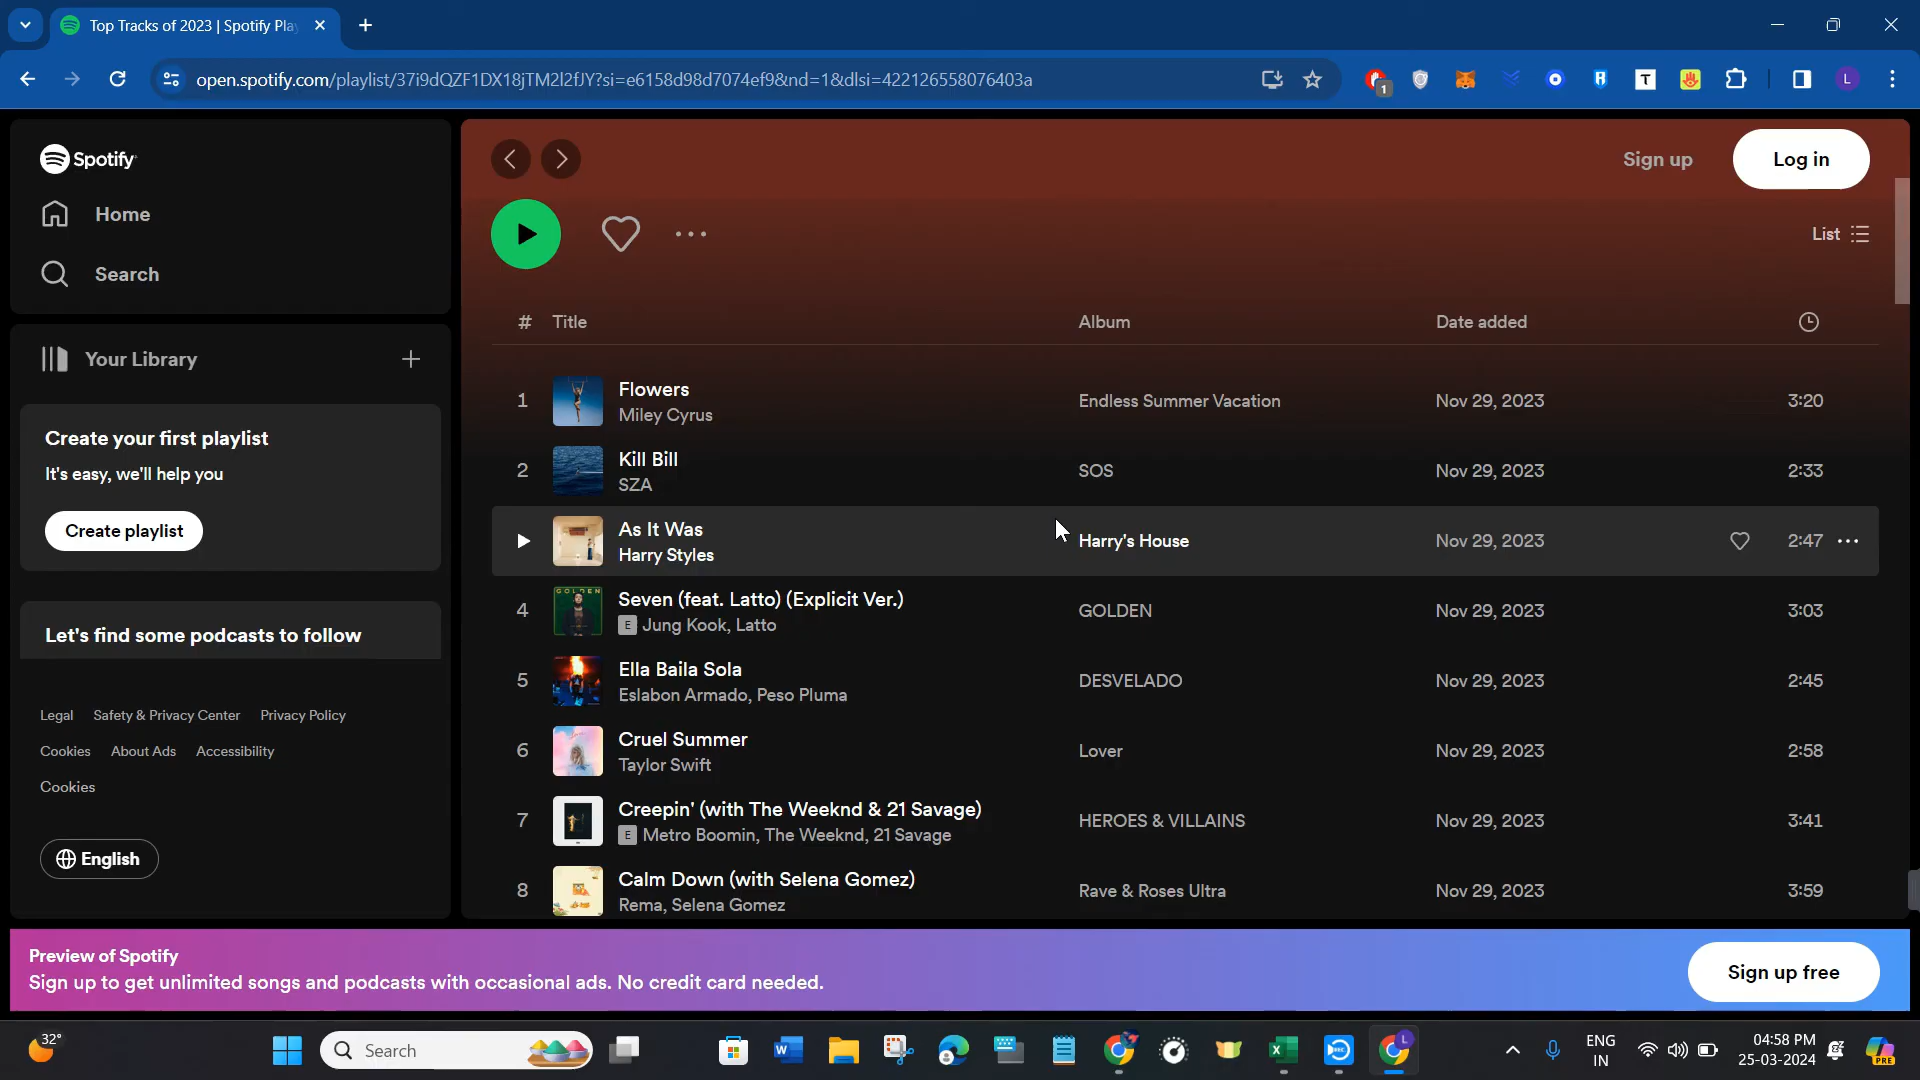 Top Tracks of 2023 | Spotify Pla
open.spotify.com/playlist/37i9dQZF1DX18jTM2l2fJY?si=e6158d98d7074ef9&nd=1&dlsi=422126558076403a
1
T
L
Spotify
Home
Search
Your Library
Create your first playlist
It's easy, we'll help you
Create playlist
Let's find some podcasts to follow
Legal Safety & Privacy Center Privacy Policy
Cookies About Ads Accessibility
Cookies
English
Sign up Log in
List
# Title Album Date added
1 Flowers Endless Summer Vacation Nov 29, 2023 3:20
Miley Cyrus
2 Kill Bill SOS Nov 29, 2023 2:33
SZA
As It Was Harry's House Nov 29, 2023 2:47
Harry Styles
GOLDEN
4 Seven (feat. Latto) (Explicit Ver.) GOLDEN Nov 29, 2023 3:03
E Jung Kook, Latto
5 Ella Baila Sola DESVELADO Nov 29, 2023 2:45
Eslabon Armado, Peso Pluma
6 Cruel Summer Lover Nov 29, 2023 2:58
Taylor Swift
7 Creepin' (with The Weeknd & 21 Savage) HEROES & VILLAINS Nov 29, 2023 3:41
E Metro Boomin, The Weeknd, 21 Savage
8 Calm Down (with Selena Gomez) Rave & Roses Ultra Nov 29, 2023 3:59
Rema, Selena Gomez
Preview of Spotify
Sign up to get unlimited songs and podcasts with occasional ads. No credit card needed.
Sign up free
32°
Search
W
REC
L
ENG
IN
04:58 PM
25-03-2024
PRE